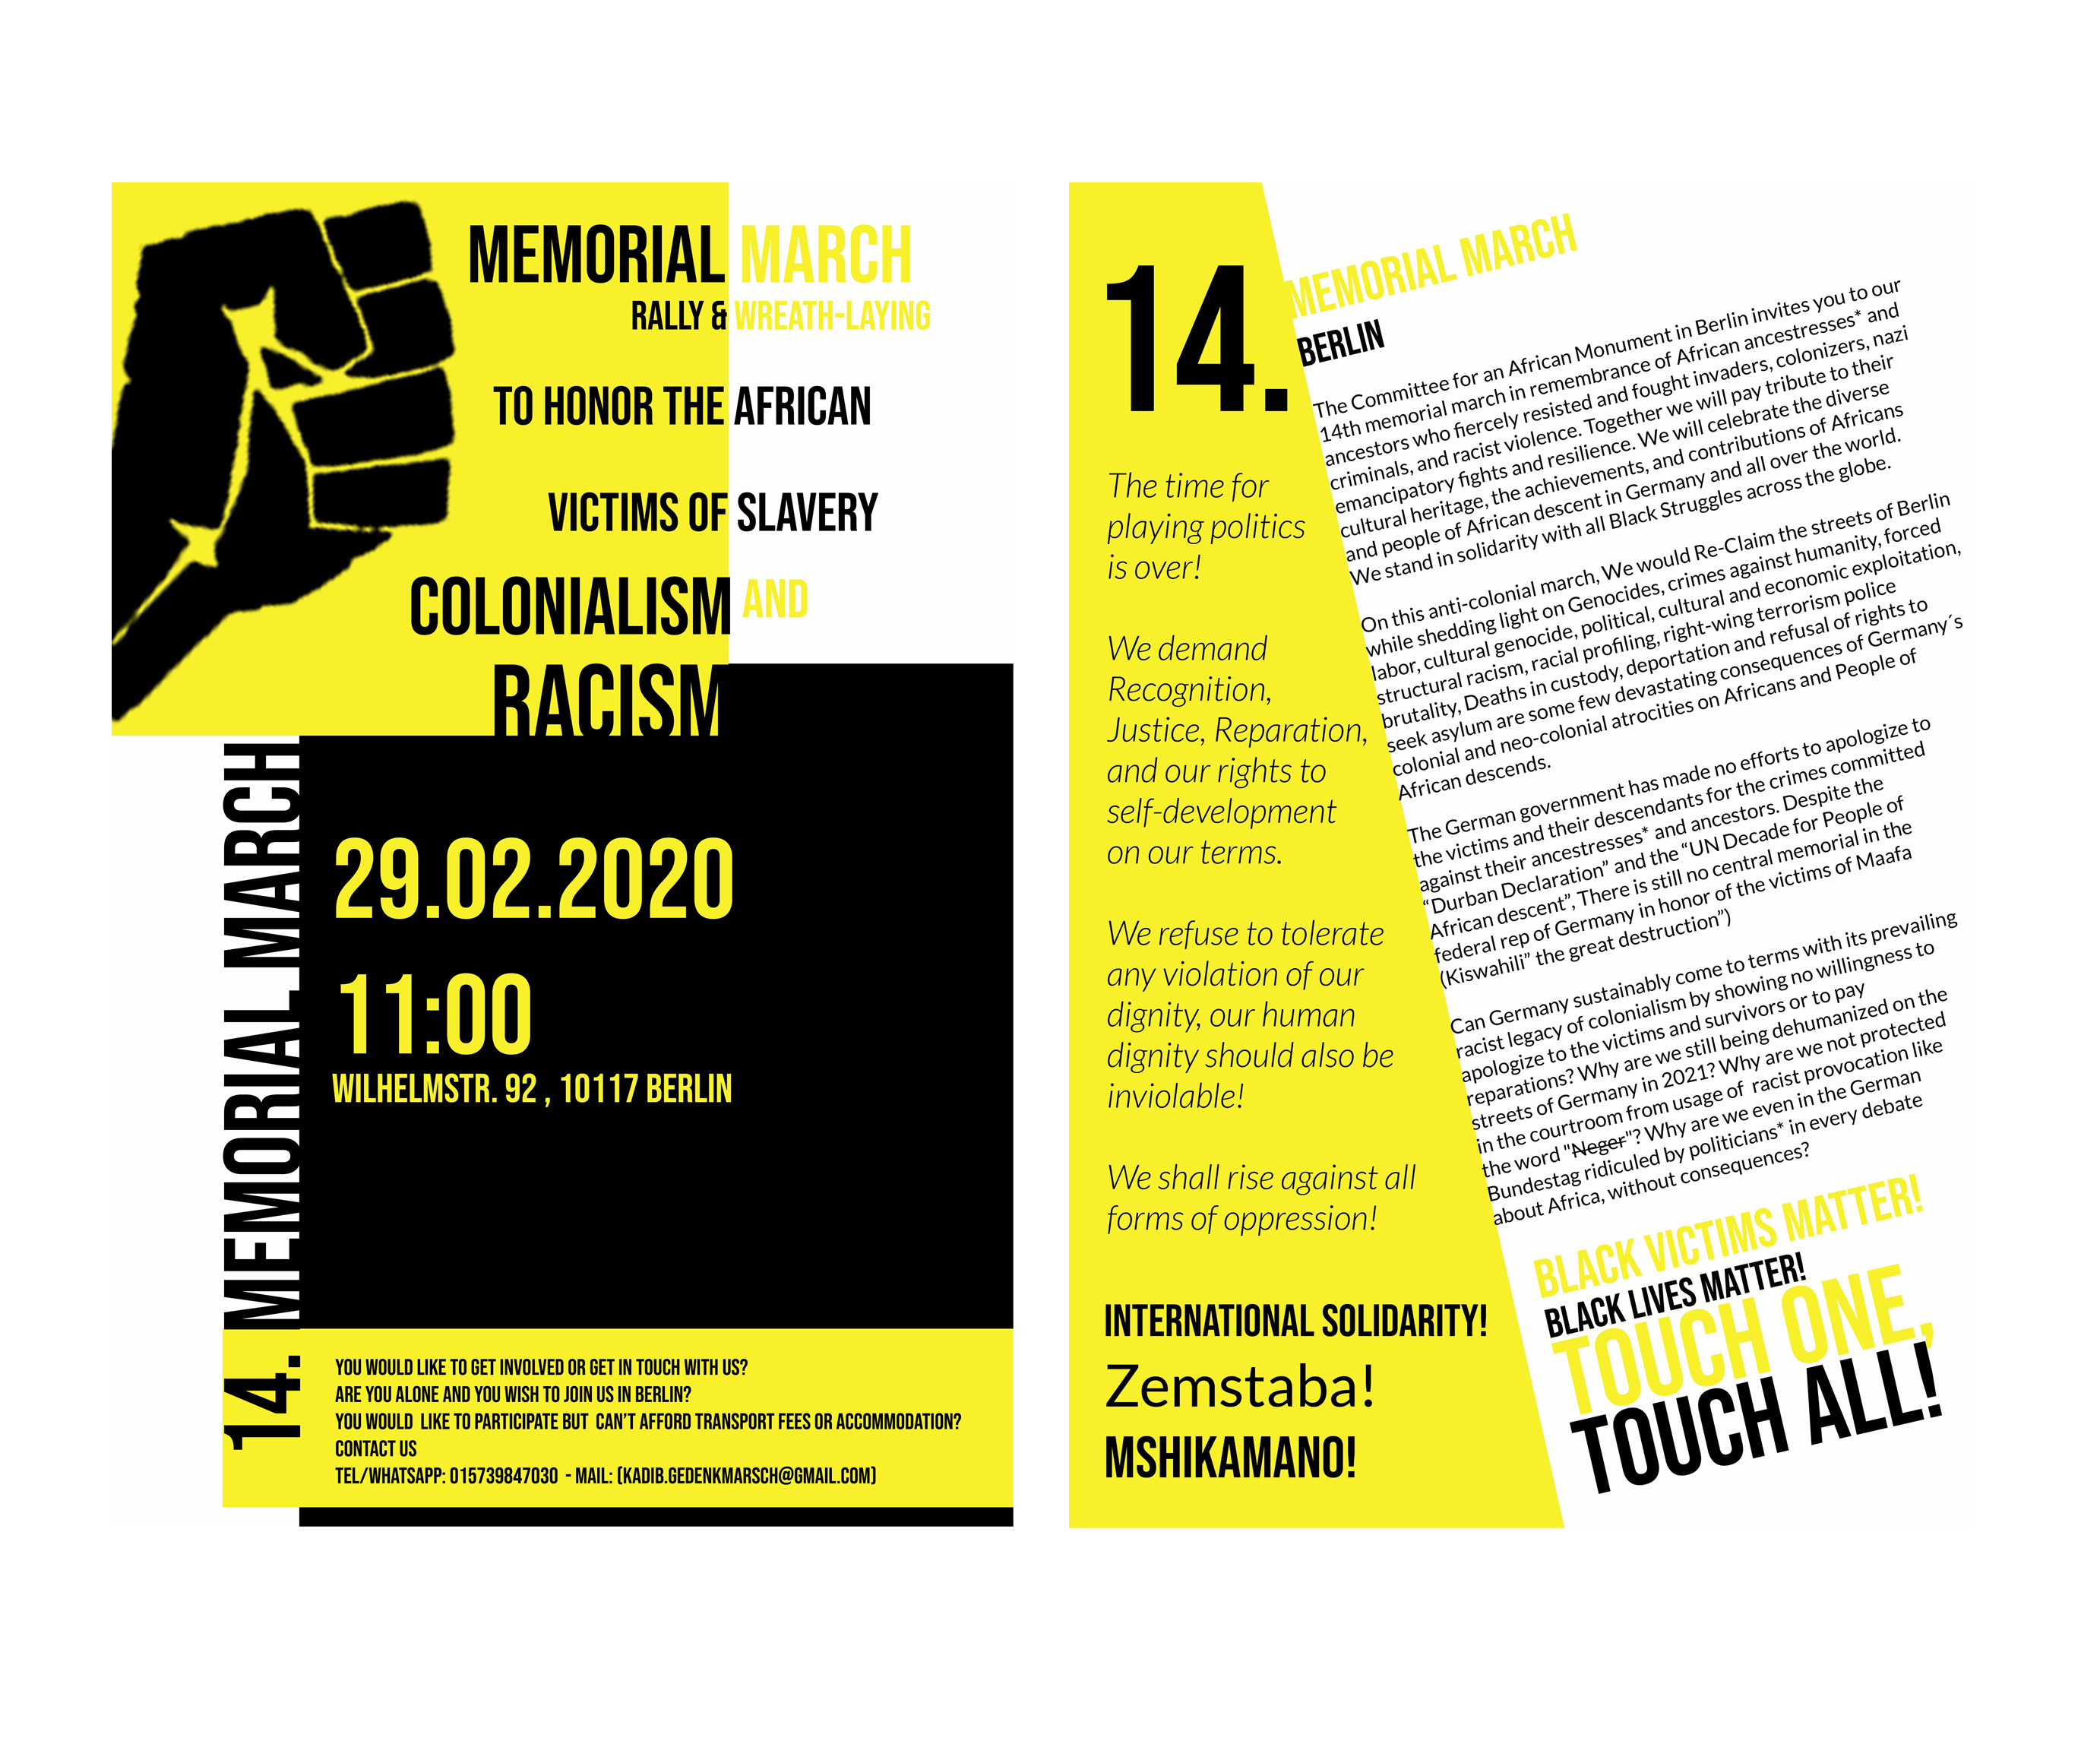 MEMORIAL MARCH
RALLY & WREATH-LAYING
TO HONOR THE AFRICAN
VICTIMS OF SLAVERY
COLONIALISM AND
RACISM
14. MEMORIAL MARCH
29.02.2020
11:00
WILHELMSTR. 92 , 10117 BERLIN
YOU WOULD LIKE TO GET INVOLVED OR GET IN TOUCH WITH US?
ARE YOU ALONE AND YOU WISH TO JOIN US IN BERLIN?
YOU WOULD LIKE TO PARTICIPATE BUT CAN'T AFFORD TRANSPORT FEES OR ACCOMMODATION?
CONTACT US
TEL/WHATSAPP: 015739847030 - MAIL: (KADIB.GEDENKMARSCH@GMAIL.COM)
14.
The time for
playing politics
is over!
We demand
Recognition,
Justice, Reparation,
and our rights to
self-development
on our terms.
We refuse to tolerate
any violation of our
dignity, our human
dignity should also be
inviolable!
We shall rise against all
forms of oppression!
INTERNATIONAL SOLIDARITY!
Zemstaba!
MSHIKAMANO!
MEMORIAL MARCH
BERLIN
The Committee for an African Monument in Berlin invites you to our
14th memorial march in remembrance of African ancestresses* and
ancestors who fiercely resisted and fought invaders, colonizers, nazi
criminals, and racist violence. Together we will pay tribute to their
emancipatory fights and resilience. We will celebrate the diverse
cultural heritage, the achievements, and contributions of Africans
and people of African descent in Germany and all over the world.
We stand in solidarity with all Black Struggles across the globe.
On this anti-colonial march, We would Re-Claim the streets of Berlin
while shedding light on Genocides, crimes against humanity, forced
labor, cultural genocide, political, cultural and economic exploitation,
structural racism, racial profiling, right-wing terrorism police
brutality, Deaths in custody, deportation and refusal of rights to
seek asylum are some few devastating consequences of Germany´s
colonial and neo-colonial atrocities on Africans and People of
African descends.
The German government has made no efforts to apologize to
the victims and their descendants for the crimes committed
against their ancestresses* and ancestors. Despite the
“Durban Declaration” and the “UN Decade for People of
African descent”, There is still no central memorial in the
federal rep of Germany in honor of the victims of Maafa
(Kiswahili” the great destruction”)
Can Germany sustainably come to terms with its prevailing
racist legacy of colonialism by showing no willingness to
apologize to the victims and survivors or to pay
reparations? Why are we still being dehumanized on the
streets of Germany in 2021? Why are we not protected
in the courtroom from usage of racist provocation like
the word "Neger"? Why are we even in the German
Bundestag ridiculed by politicians* in every debate
about Africa, without consequences?
BLACK VICTIMS MATTER!
BLACK LIVES MATTER!
TOUCH ONE,
TOUCH ALL!